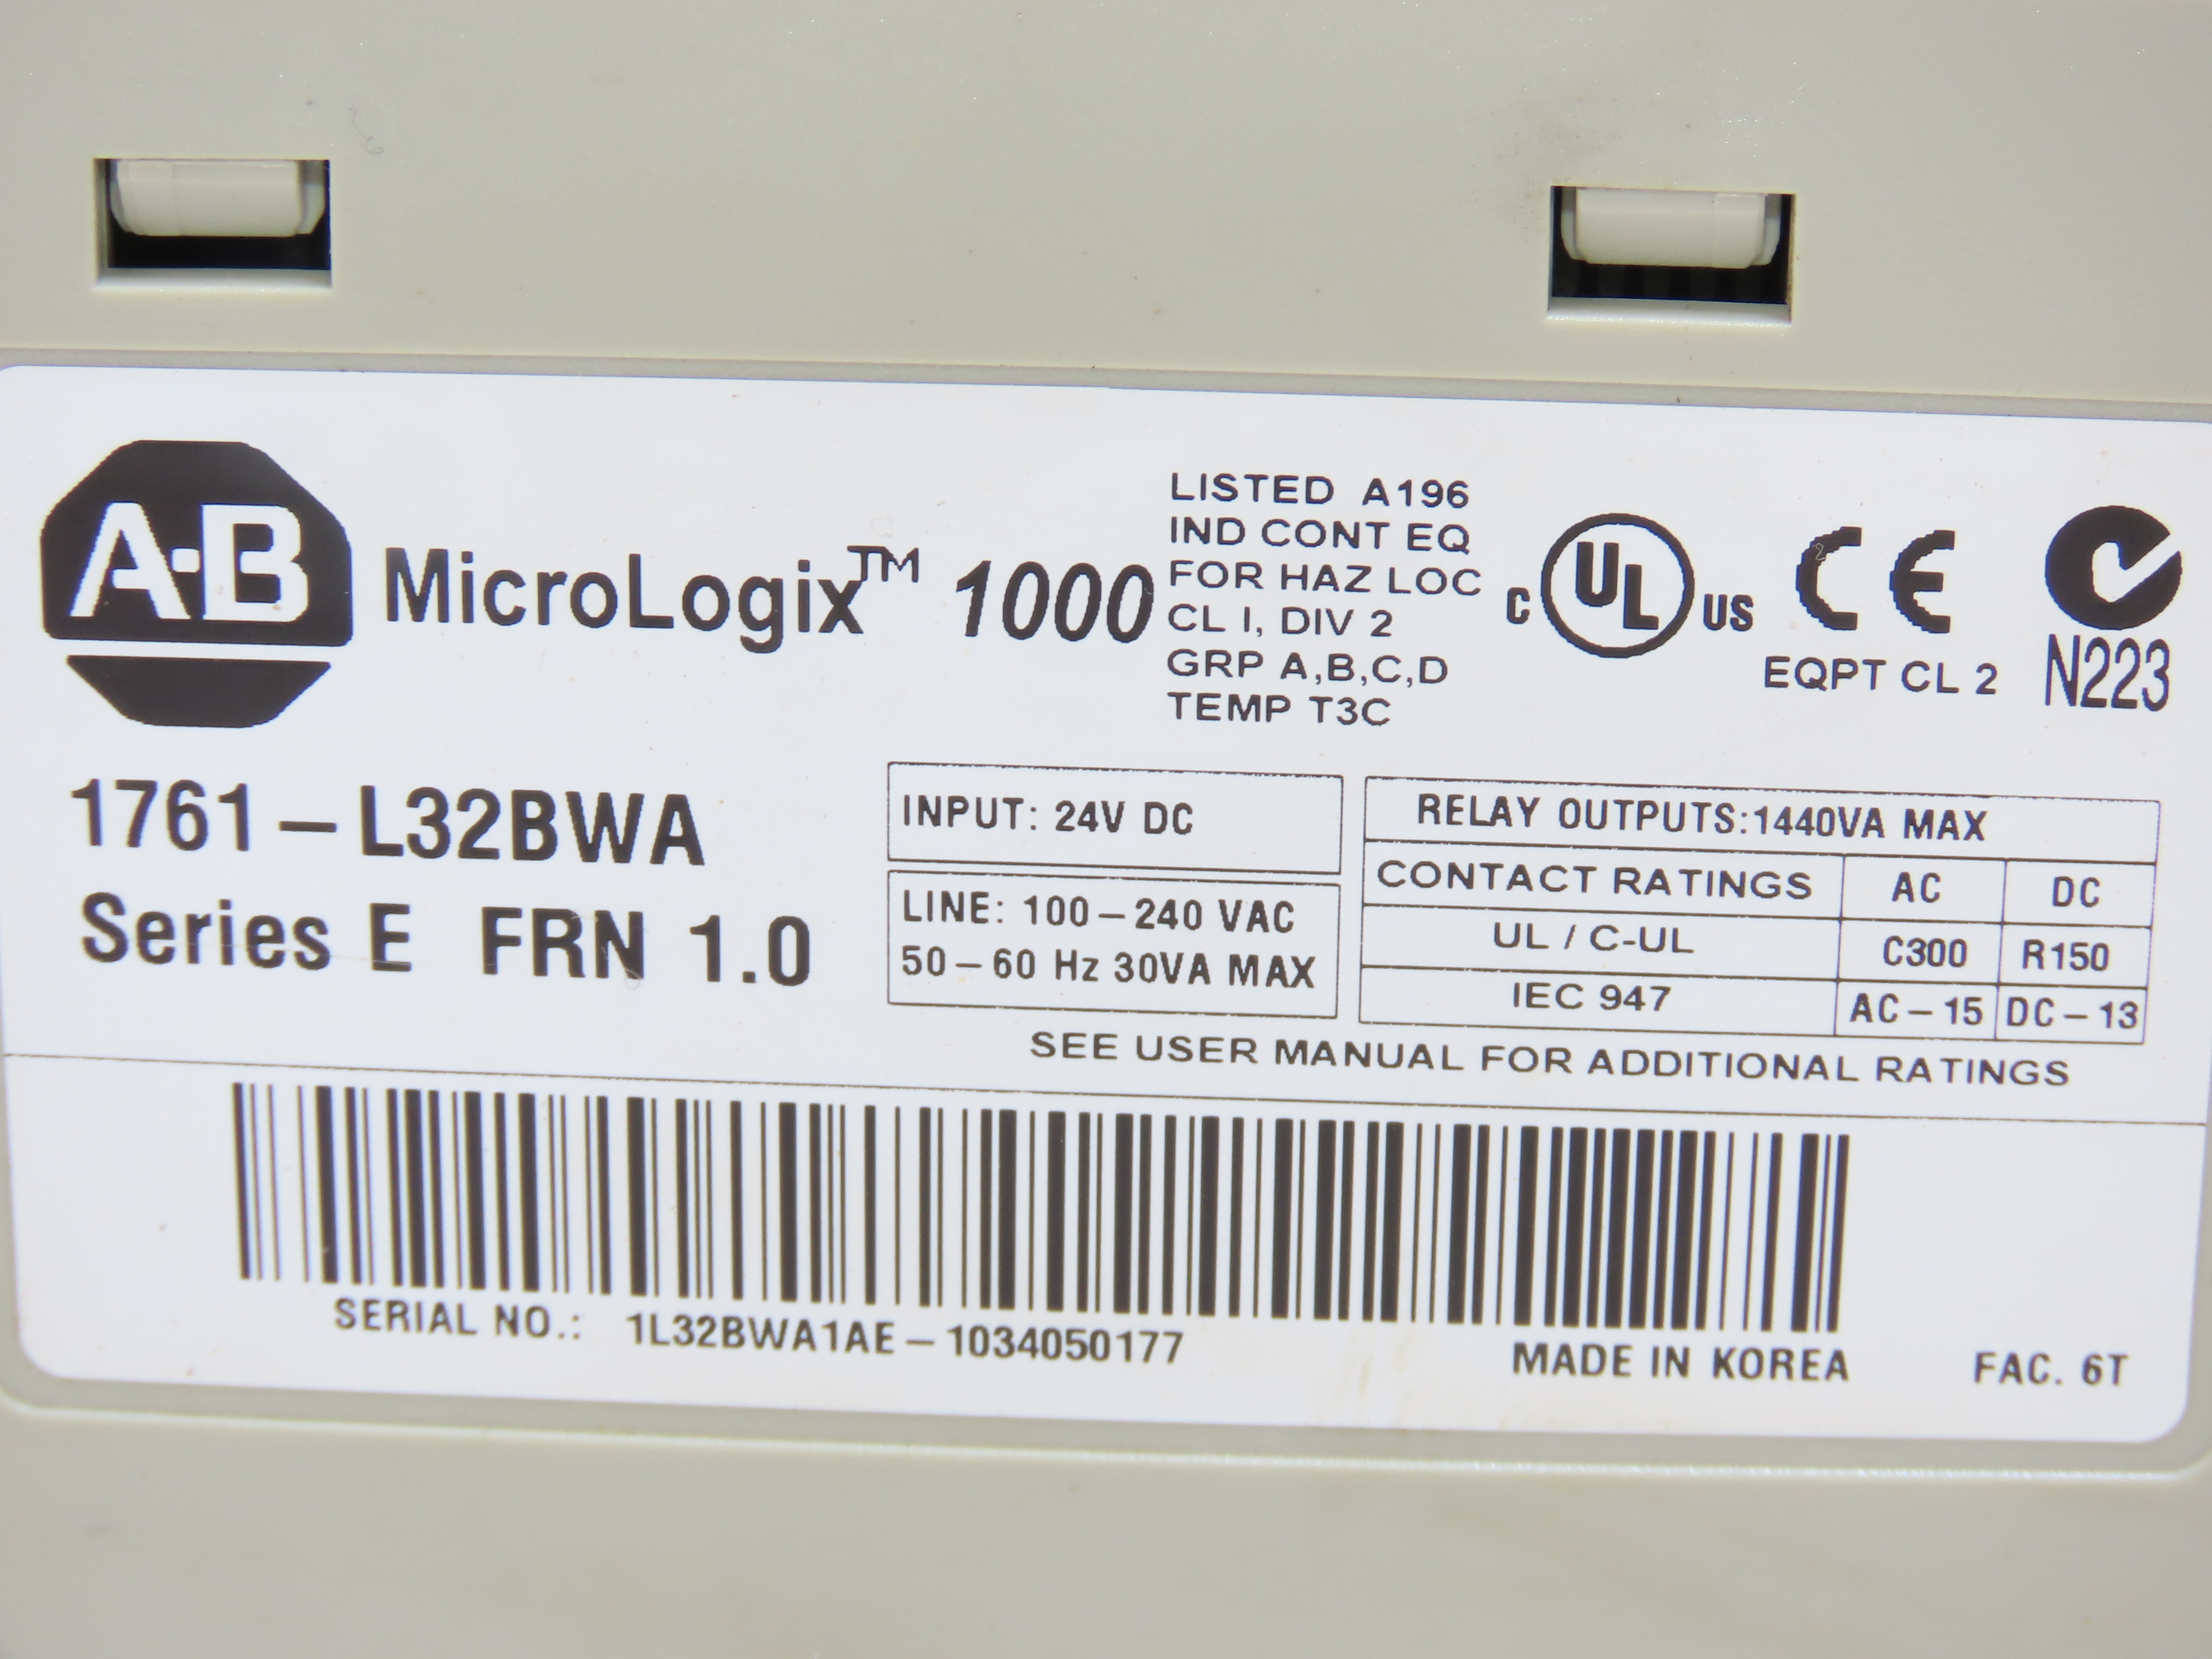 A-B
MicroLogix™ 1000
LISTED A196
IND CONT EQ
FOR HAZ LOC
CL I, DIV 2
GRP A,B,C,D
TEMP T3C
C UL US
CE
EQPT CL 2
N223
1761-L32BWA
Series E FRN 1.0
INPUT: 24V DC
LINE: 100-240 VAC
50-60 Hz 30VA MAX
RELAY OUTPUTS:1440VA MAX
CONTACT RATINGS AC DC
UL / C-UL C300 R150
IEC 947 AC-15 DC-13
SEE USER MANUAL FOR ADDITIONAL RATINGS
SERIAL NO.: 1L32BWA1AE-1034050177
MADE IN KOREA FAC. 6T